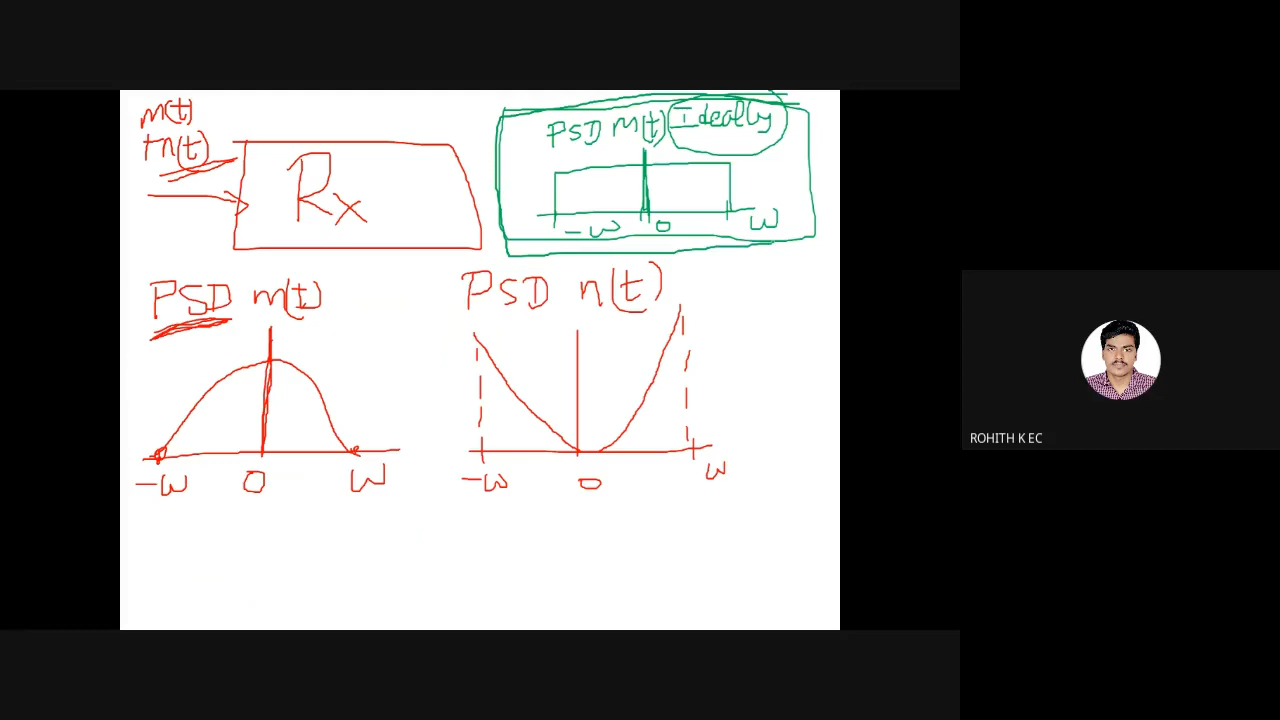 m(t)
+n(t)
Rx
PSD M(t) Ideally
-W 0 W
PSD m(t)
-W 0 W
PSD n(t)
-W 0 W
ROHITH K EC